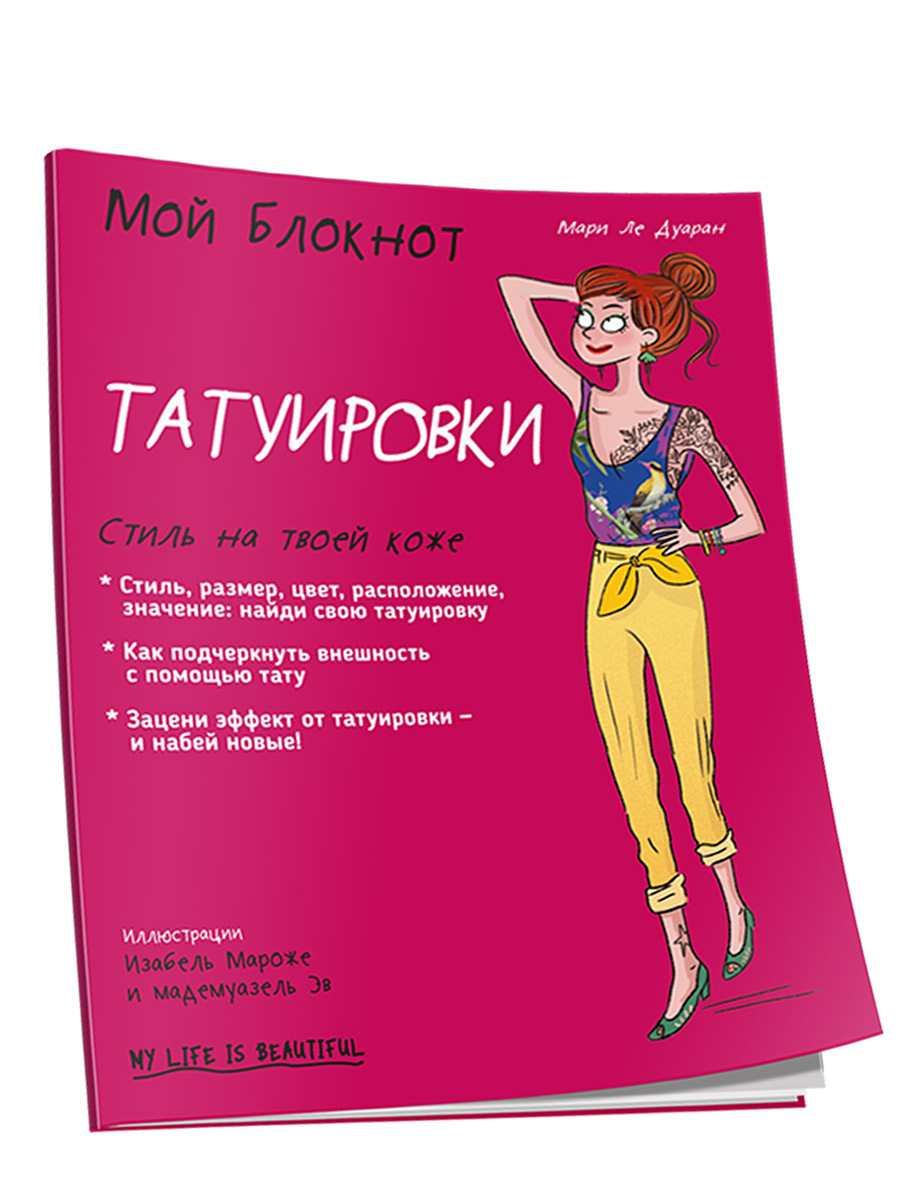 Мой Блокнот
Мари Ле Дуаран
ТАТУИРОВКИ
Стиль на твоей коже
* Стиль, размер, цвет, расположение,
значение: найди свою татуировку
* Как подчеркнуть внешность
с помощью тату
* Зацени эффект от татуировки –
и набей новые!
Иллюстрации
Изабель Мароже
и мадемуазель Эв
MY LIFE IS BEAUTIFUL